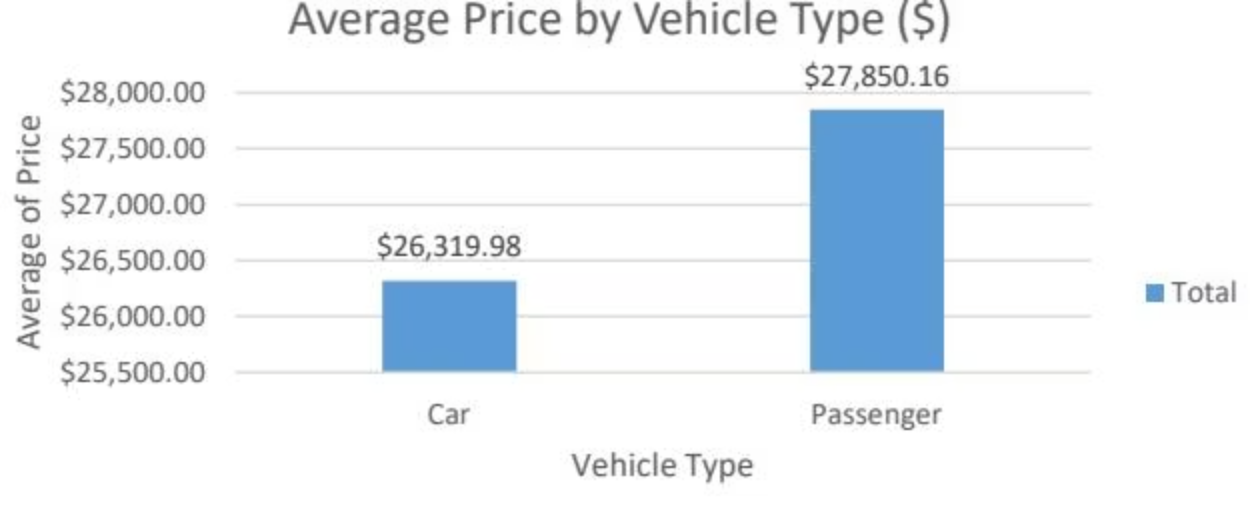 Average Price by Vehicle Type ($)
$27,850.16
$28,000.00
$27,500.00
$27,000.00
$26,319.98
$26,500.00
$26,000.00
$25,500.00
Average of Price
Total
Car Passenger
Vehicle Type